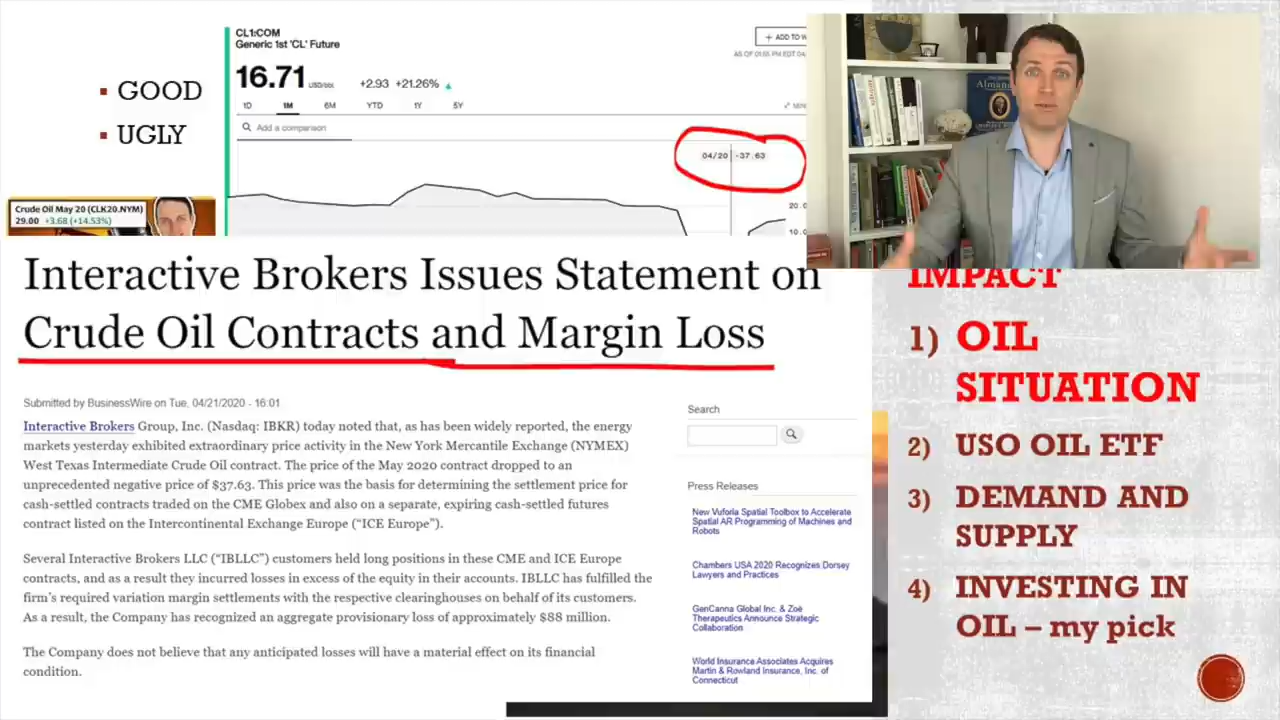 GOOD
UGLY
CL1:COM
Generic 1st 'CL' Future
16.71 +2.93 +21.26%
1D 1M 6M YTD 1Y 5Y
Add a comparison
+ ADD TO W
04/20 -37.63
20.0
10.0
Crude Oil May 20 (CLK20.NYM)
29.00 +3.68 (+14.53%)
Interactive Brokers Issues Statement on
Crude Oil Contracts and Margin Loss
Submitted by BusinessWire on Tue, 04/21/2020 - 16:01
Interactive Brokers Group, Inc. (Nasdaq: IBKR) today noted that, as has been widely reported, the energy
markets yesterday exhibited extraordinary price activity in the New York Mercantile Exchange (NYMEX)
West Texas Intermediate Crude Oil contract. The price of the May 2020 contract dropped to an
unprecedented negative price of $37.63. This price was the basis for determining the settlement price for
cash-settled contracts traded on the CME Globex and also on a separate, expiring cash-settled futures
contract listed on the Intercontinental Exchange Europe ("ICE Europe").
Several Interactive Brokers LLC ("IBLLC") customers held long positions in these CME and ICE Europe
contracts, and as a result they incurred losses in excess of the equity in their accounts. IBLLC has fulfilled the
firm's required variation margin settlements with the respective clearinghouses on behalf of its customers.
As a result, the Company has recognized an aggregate provisionary loss of approximately $88 million.
The Company does not believe that any anticipated losses will have a material effect on its financial
condition.
Search
Press Releases
New Vuforia Spatial Toolbox to Accelerate
Spatial AR Programming of Machines and
Robots
Chambers USA 2020 Recognizes Dorsey
Lawyers and Practices
GenCanna Global Inc. & Zoé
Therapeutics Announce Strategic
Collaboration
World Insurance Associates Acquires
Martin & Rowland Insurance, Inc. of
Connecticut
IMPACT
1) OIL
SITUATION
2) USO OIL ETF
3) DEMAND AND
SUPPLY
4) INVESTING IN
OIL – my pick